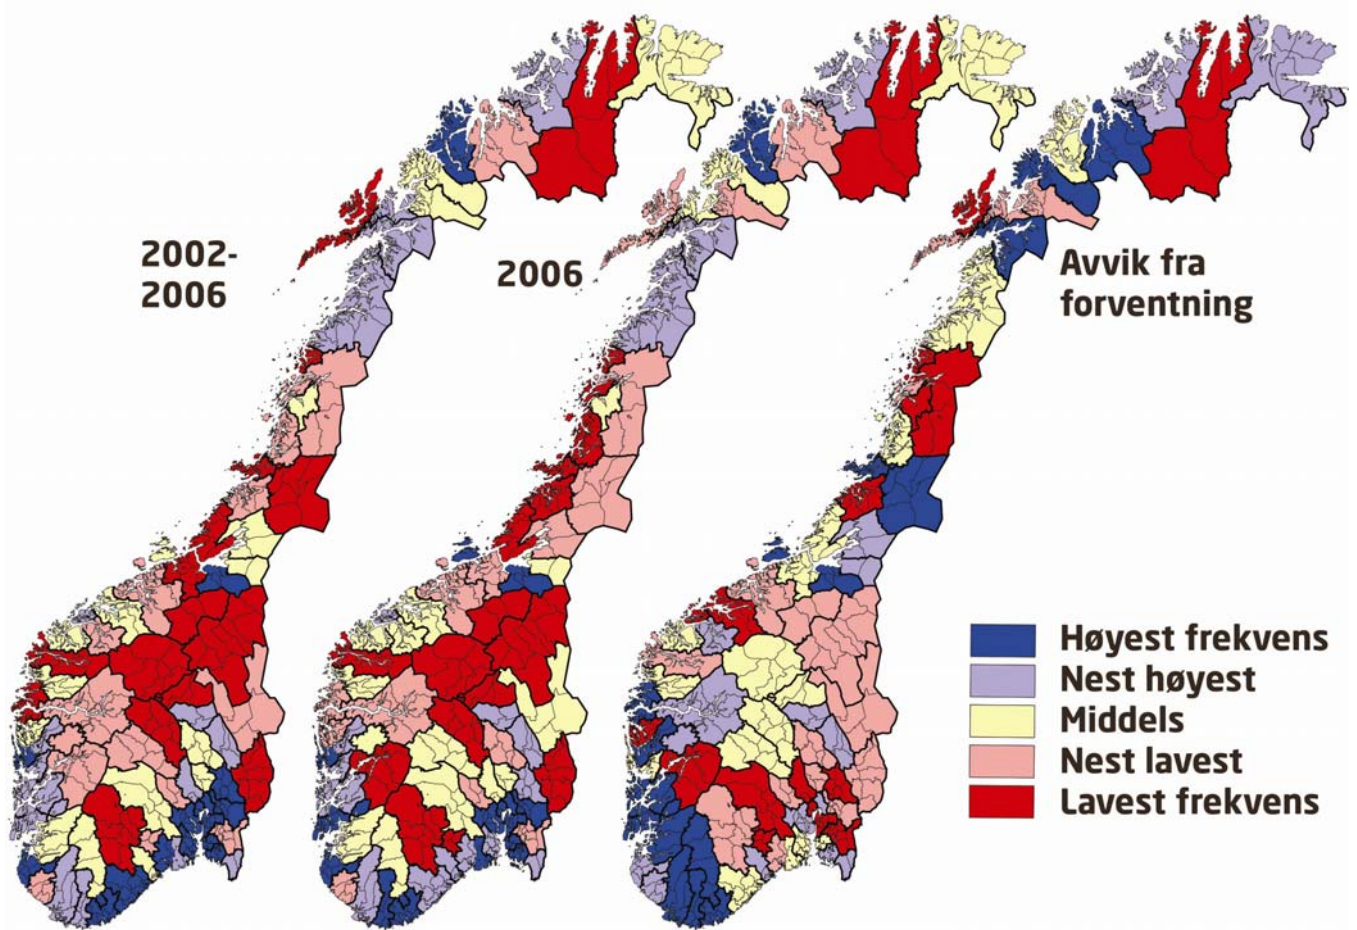 2002-
2006
2006
Avvik fra
forventning
Høyest frekvens
Nest høyest
Middels
Nest lavest
Lavest frekvens